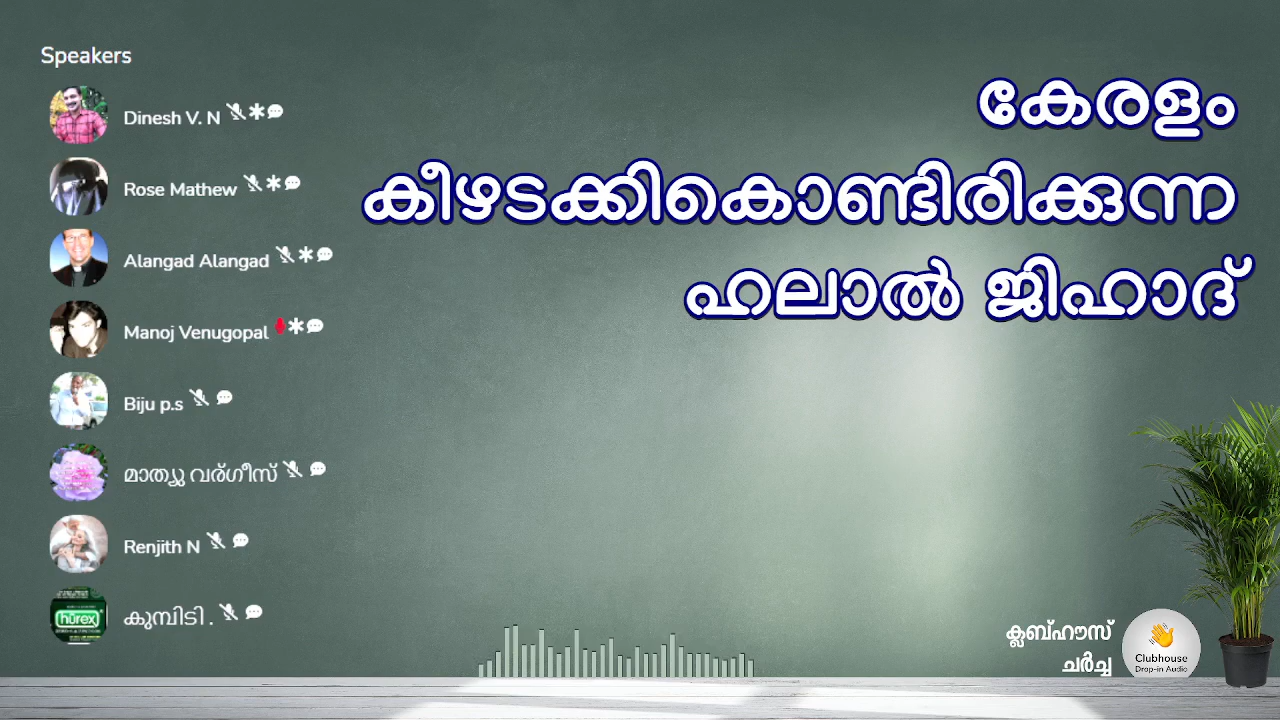 Speakers
Dinesh V. N
Rose Mathew
Alangad Alangad
Manoj Venugopal
Biju p.s
മാത്യു വര്ഗീസ്
Renjith N
കുമ്പിടി .
hurex
കേരളം
കീഴടക്കികൊണ്ടിരിക്കുന്ന
ഹലാൽ ജിഹാദ്
ക്ലബ്ഹൗസ്
ചർച്ച
Clubhouse
Drop-in Audio